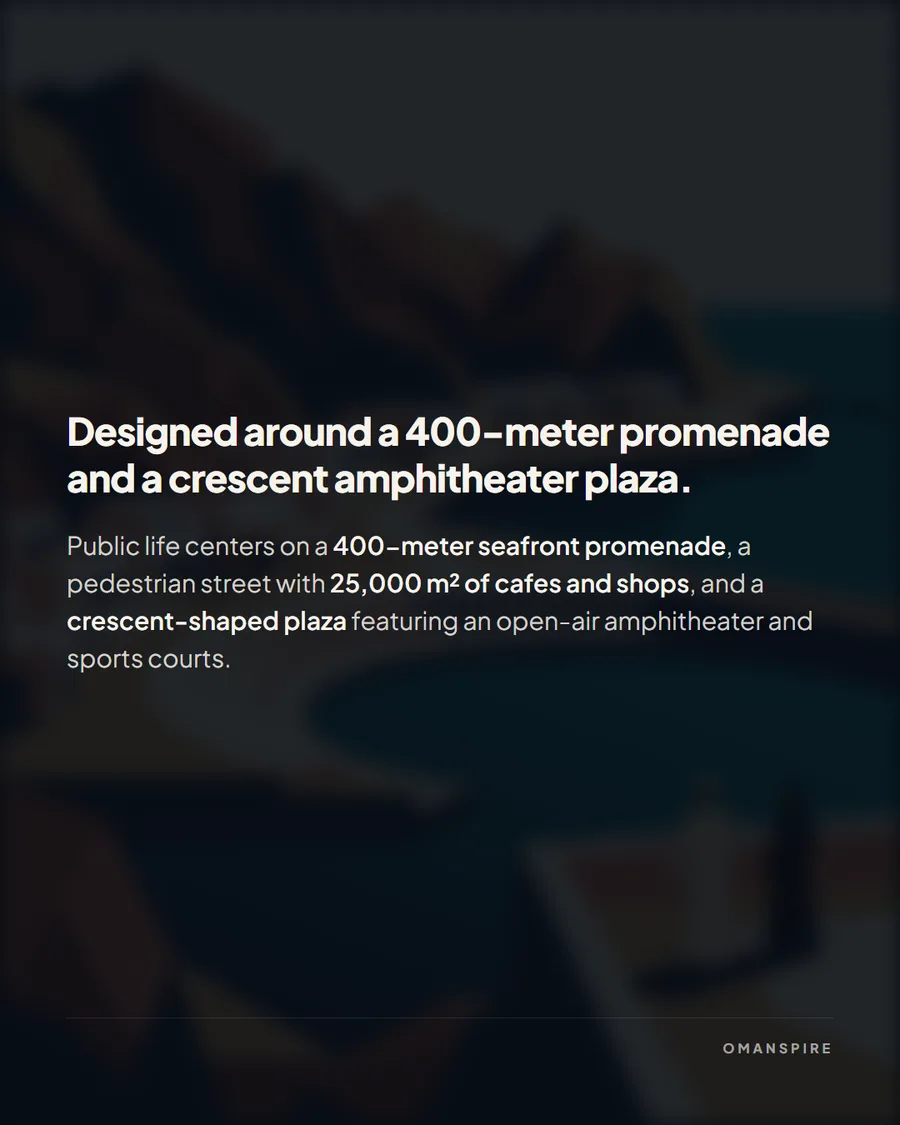 Designed around a 400-meter promenade
and a crescent amphitheater plaza.
Public life centers on a 400-meter seafront promenade, a
pedestrian street with 25,000 m² of cafes and shops, and a
crescent-shaped plaza featuring an open-air amphitheater and
sports courts.
OMANSPIRE